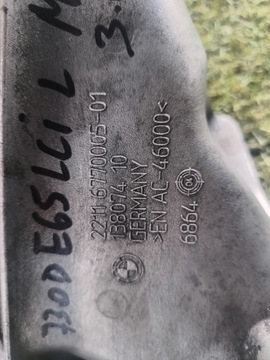 730D E65 LCi L M
3.
2211 6770005-01
138074 10
GERMANY
>EN AC-46000<
6864